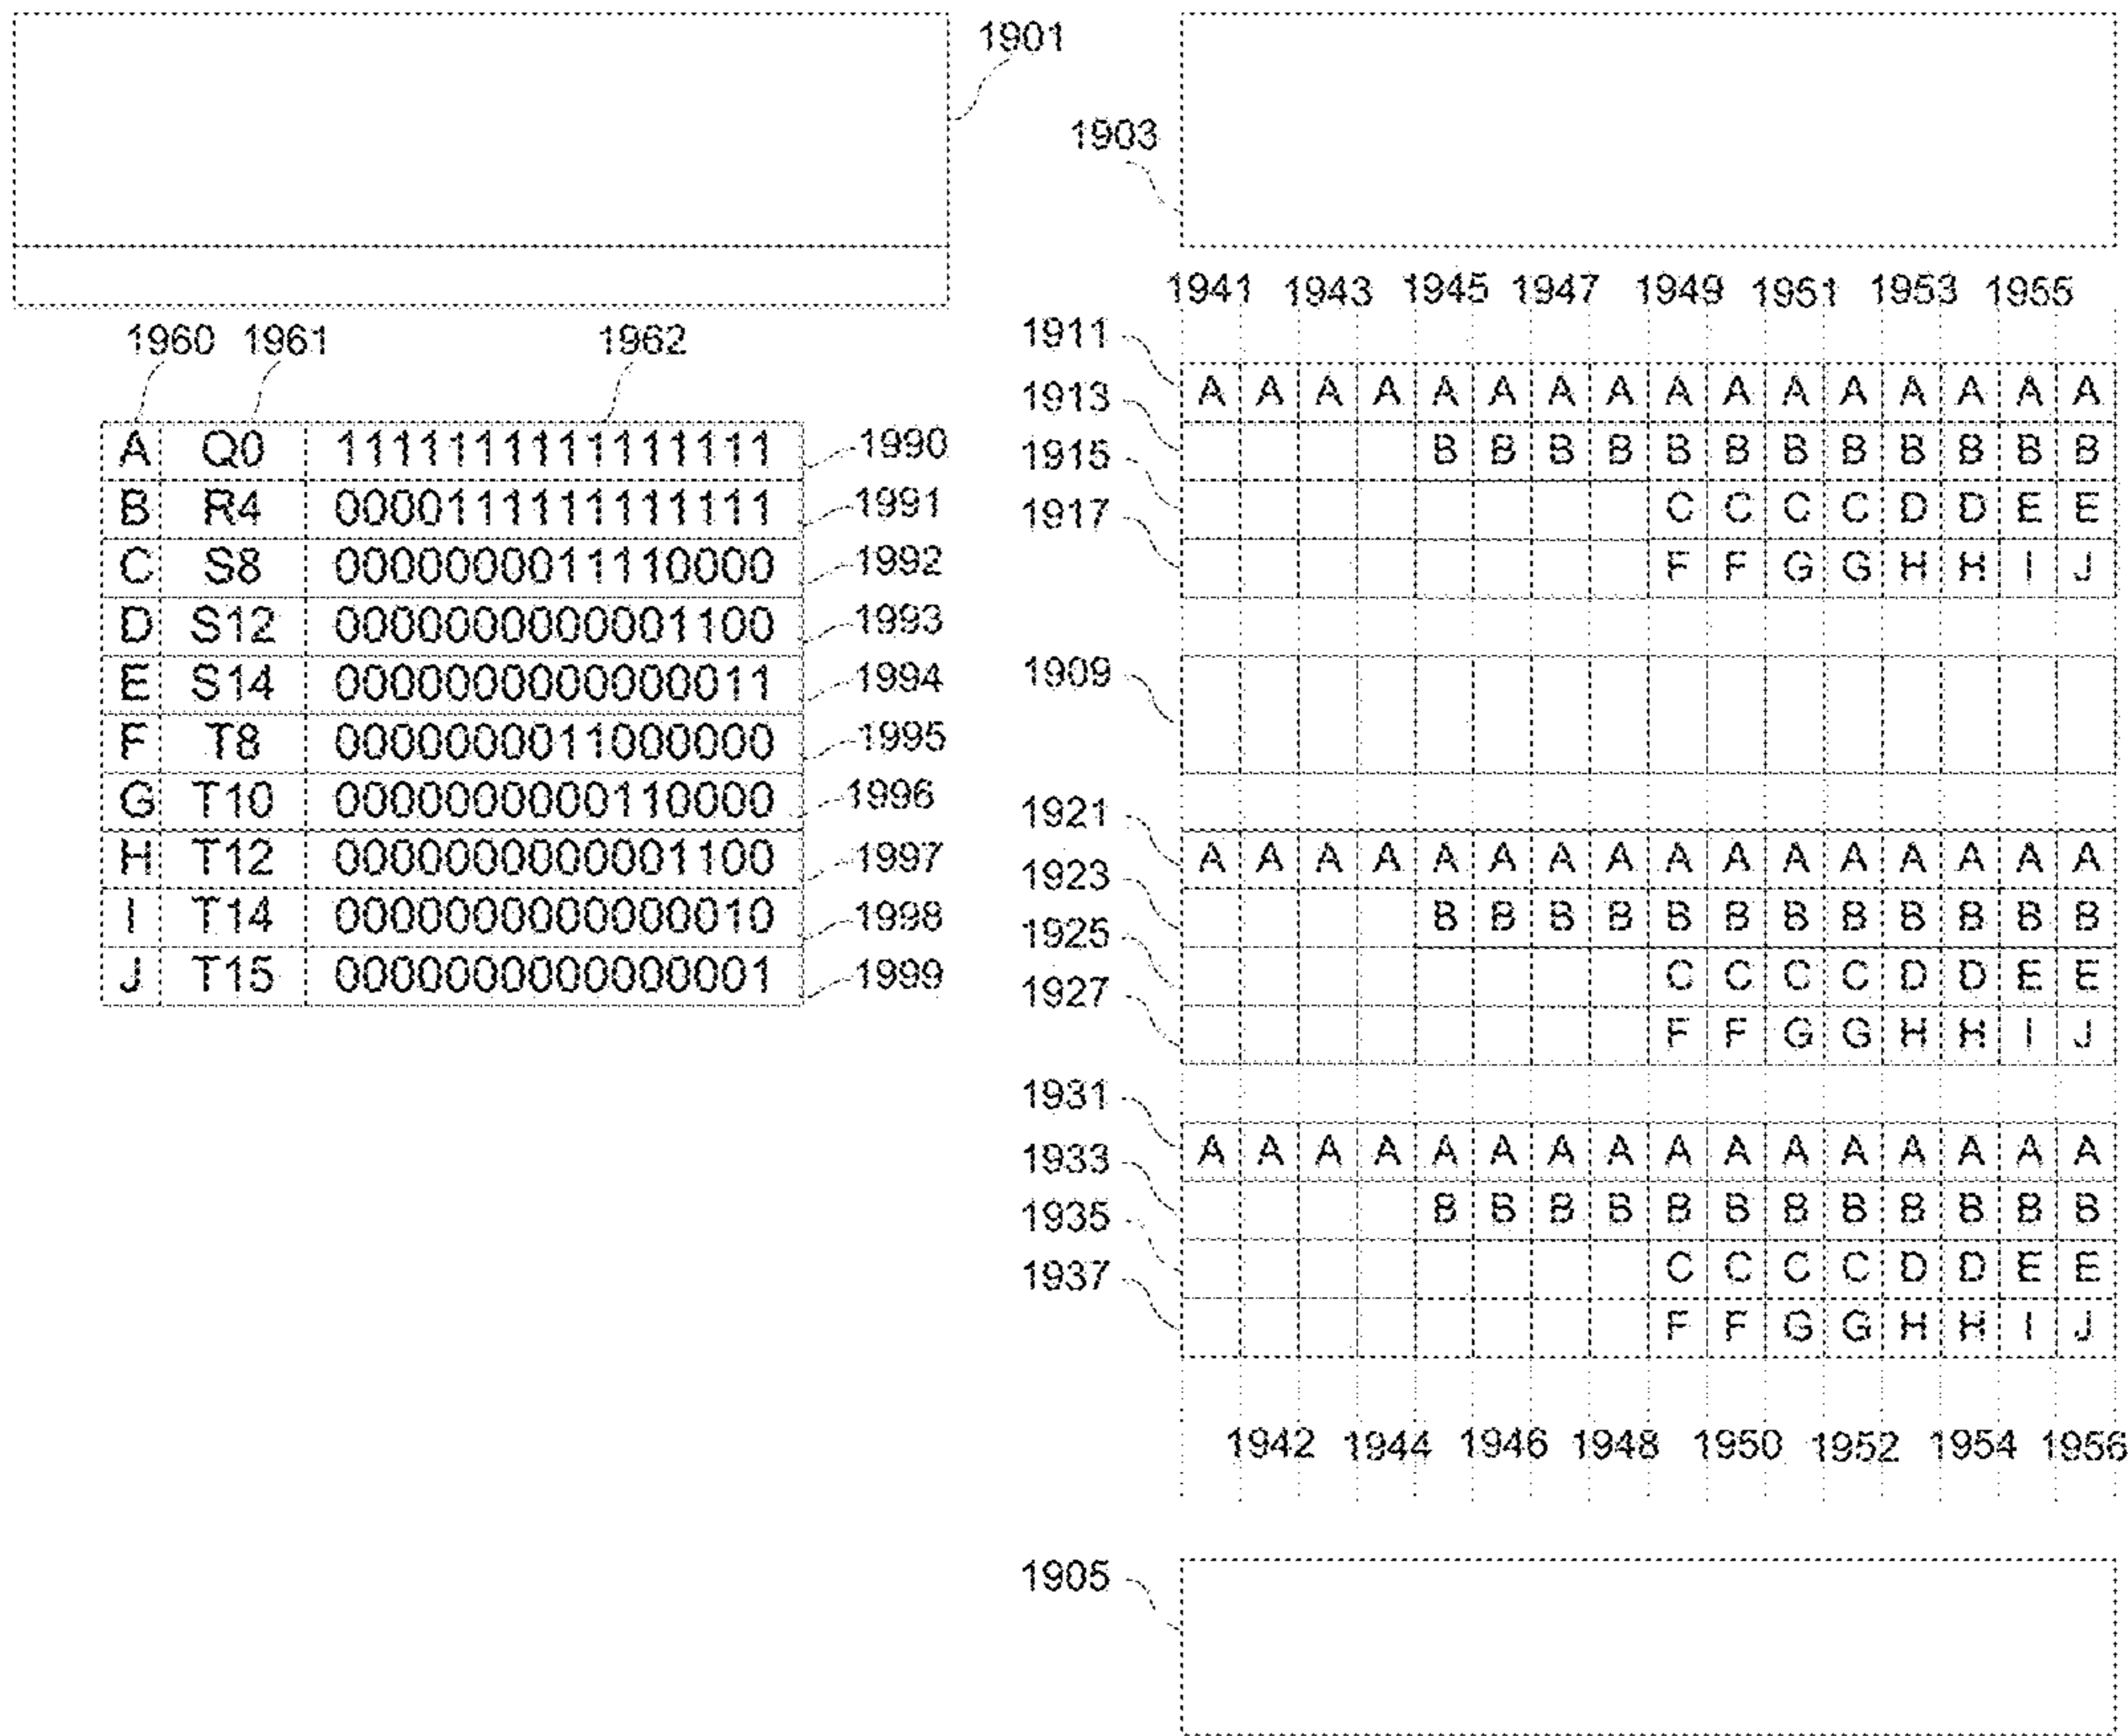 1901
1903
1941 1943 1945 1947 1949 1951 1953 1955
1960 1961 1962
A Q0 1111111111111111 1990
B R4 0000111111111111 1991
C S8 0000000011110000 1992
D S12 0000000000001100 1993
E S14 0000000000000011 1994
F T8 0000000011000000 1995
G T10 0000000000110000 1996
H T12 0000000000001100 1997
I T14 0000000000000010 1998
J T15 0000000000000001 1999
1911 A A A A A A A A A A A A A A A A
1913 B B B B B B B B B B B B
1915 C C C C D D E E
1917 F F G G H H I J
1909
1921 A A A A A A A A A A A A A A A A
1923 B B B B B B B B B B B B
1925 C C C C D D E E
1927 F F G G H H I J
1931 A A A A A A A A A A A A A A A A
1933 B B B B B B B B B B B B
1935 C C C C D D E E
1937 F F G G H H I J
1942 1944 1946 1948 1950 1952 1954 1956
1905